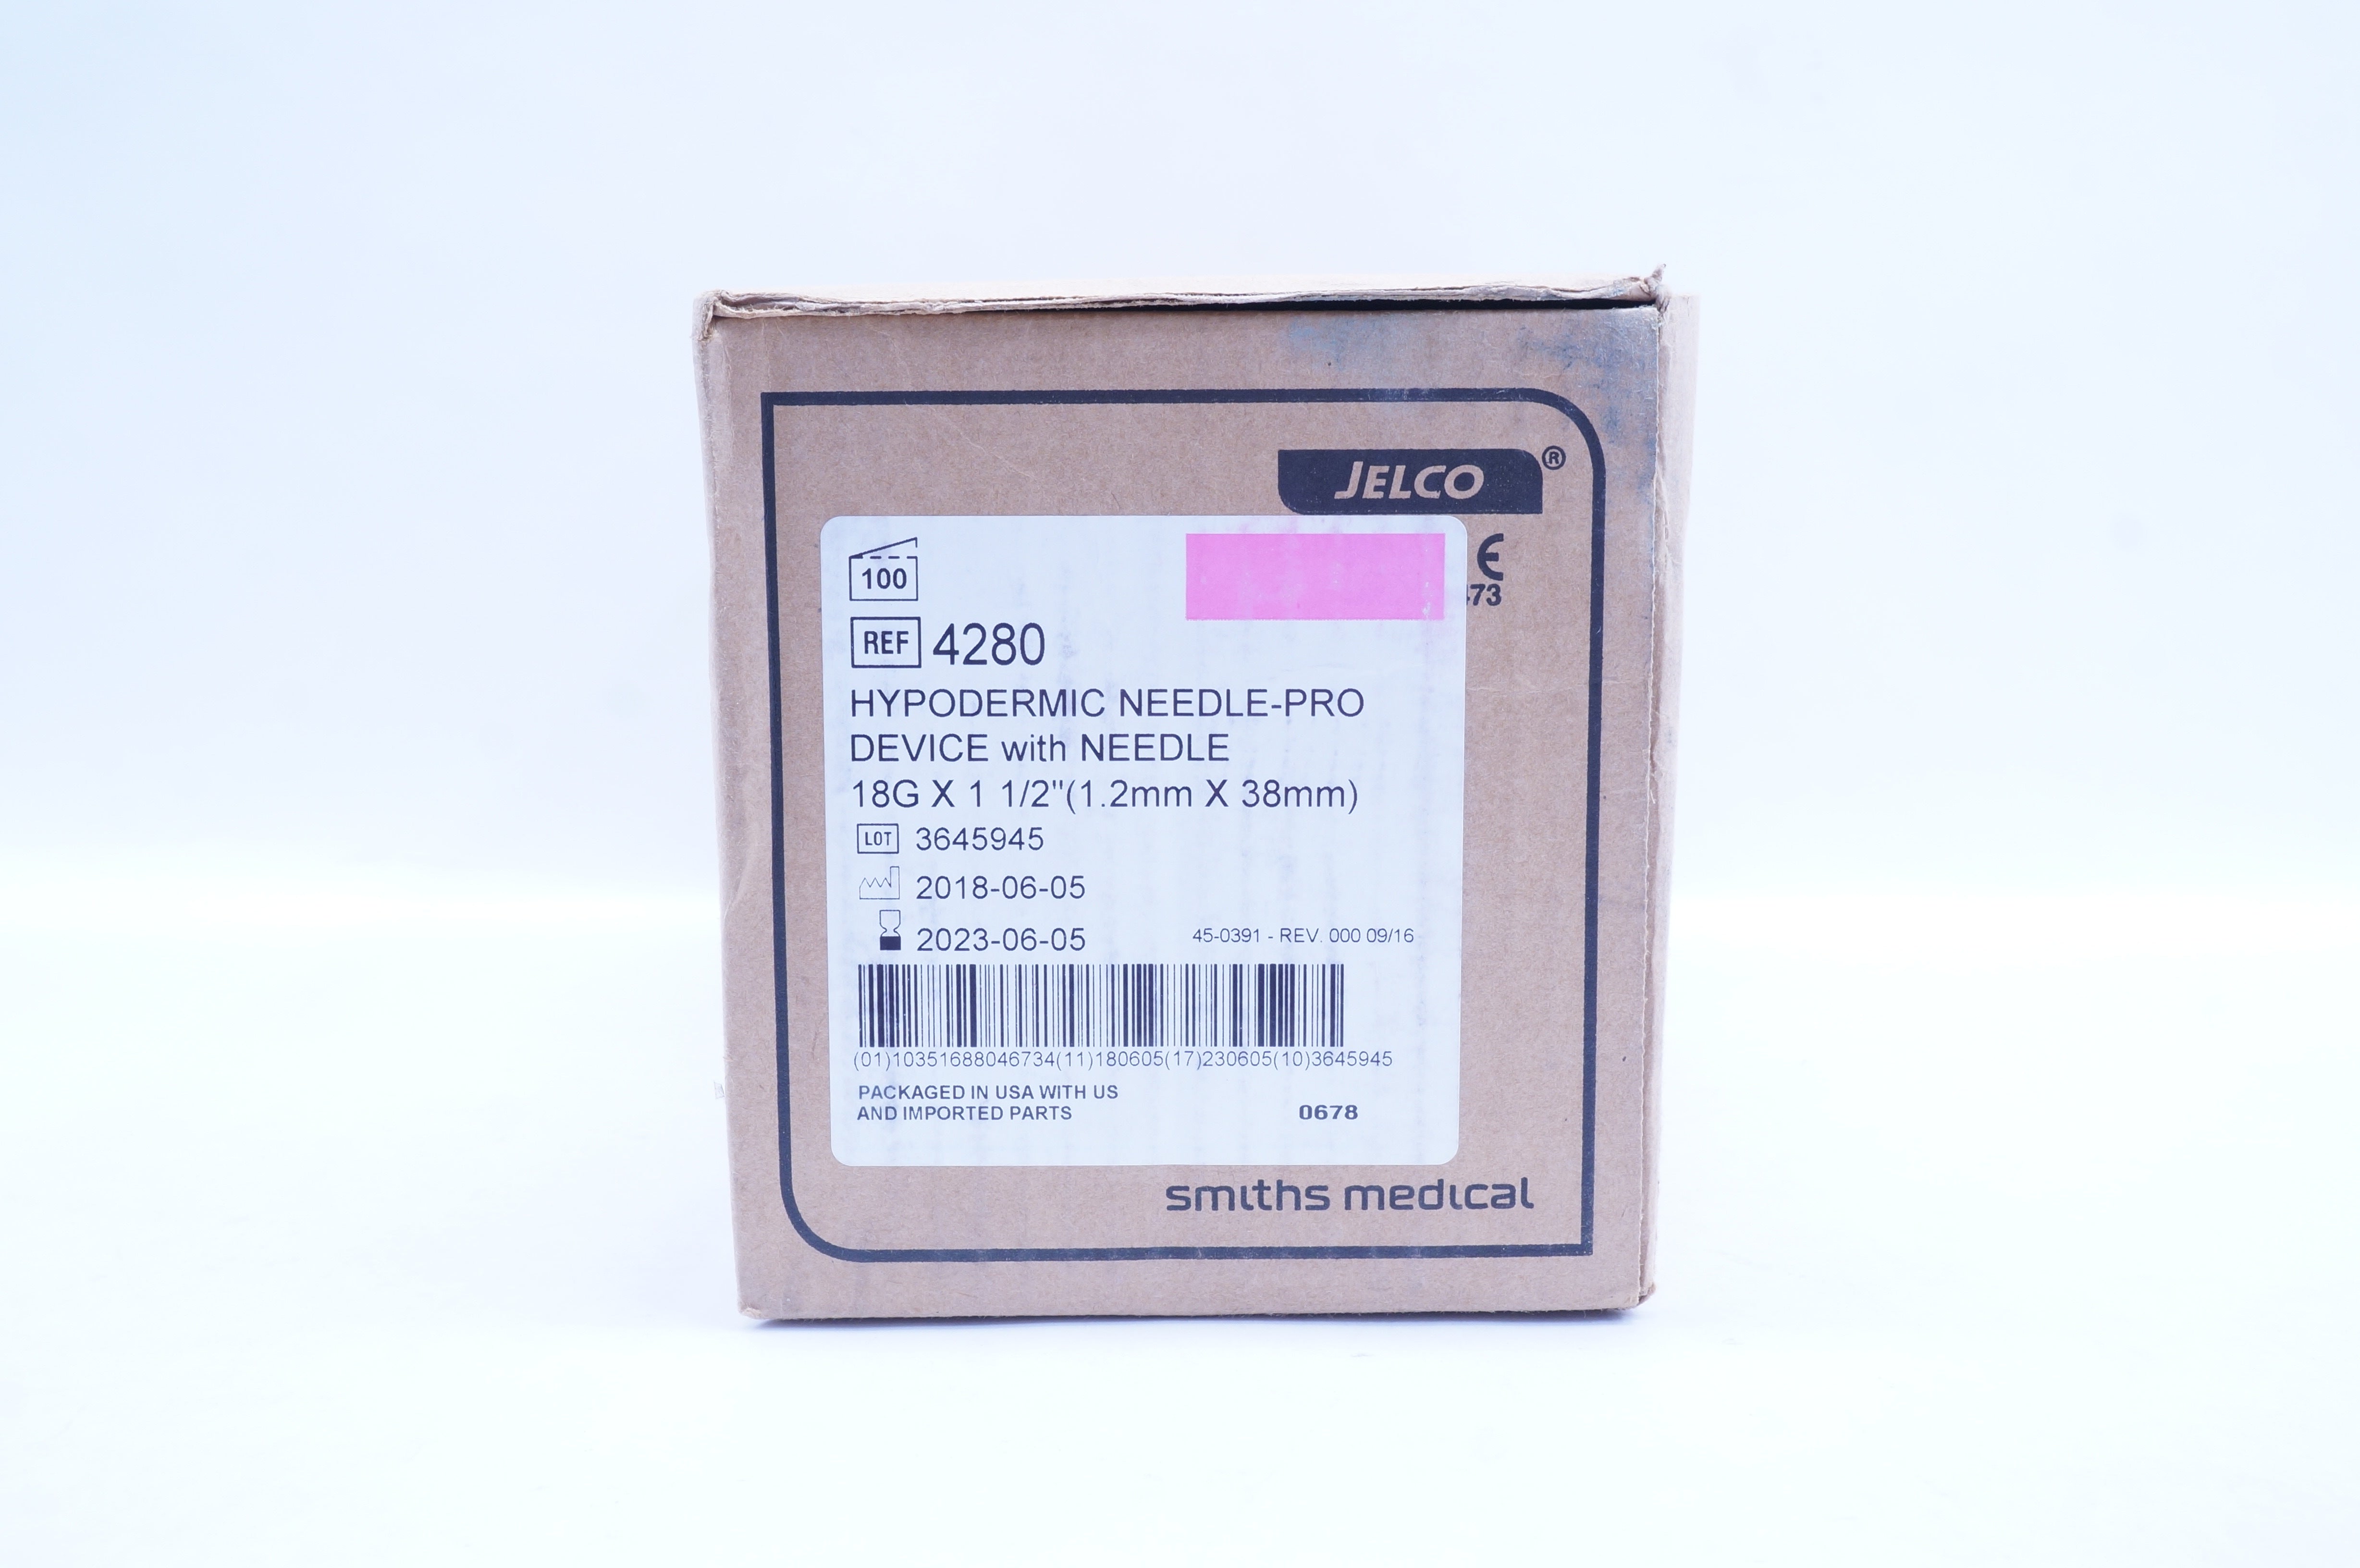 JELCO®
100
REF 4280
HYPODERMIC NEEDLE-PRO
DEVICE with NEEDLE
18G X 1 1/2"(1.2mm X 38mm)
LOT 3645945
2018-06-05
2023-06-05
45-0391 - REV. 000 09/16
(01)10351688046734(11)180605(17)230605(10)3645945
PACKAGED IN USA WITH US
AND IMPORTED PARTS
0678
smiths medical